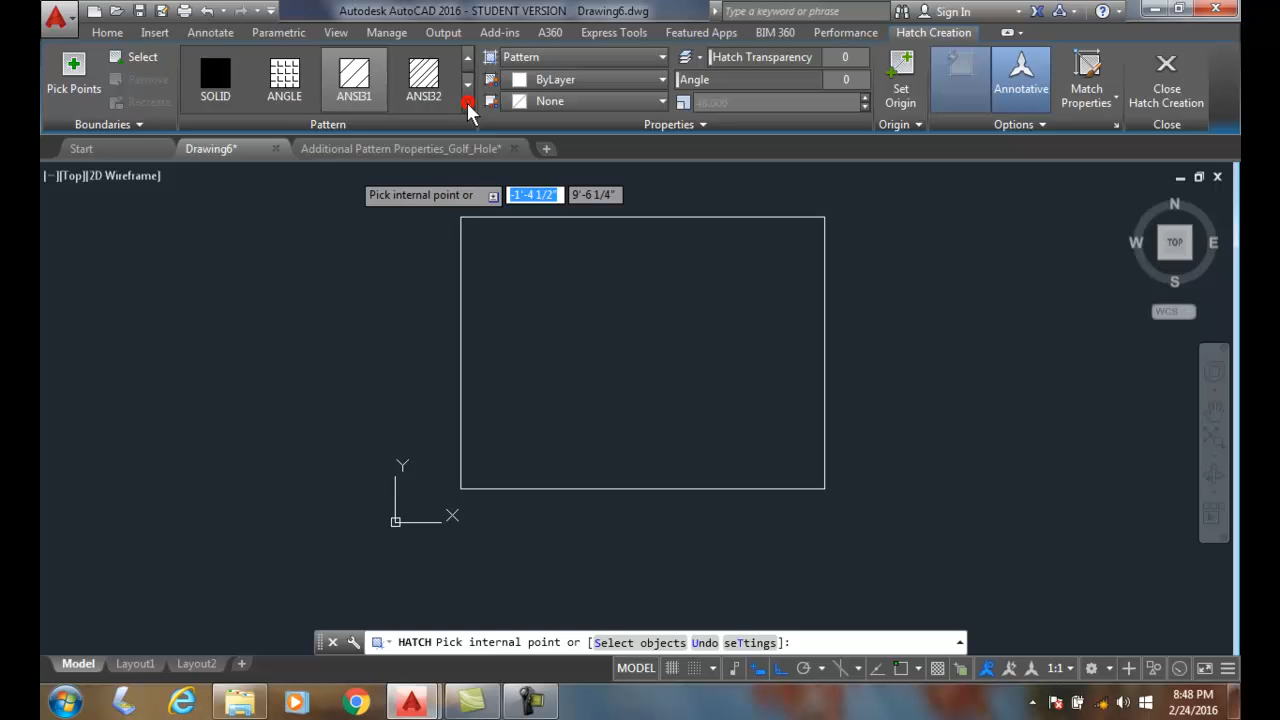 Autodesk AutoCAD 2016 - STUDENT VERSION Drawing6.dwg
Type a keyword or phrase
Sign In
Home Insert Annotate Parametric View Manage Output Add-ins A360 Express Tools Featured Apps BIM 360 Performance Hatch Creation
Pick Points
Select
Remove
Recreate
SOLID
ANGLE
ANSI31
ANSI32
Pattern
ByLayer
None
Hatch Transparency 0
Angle 0
48.000
Set
Origin
Annotative
Match
Properties
Close
Hatch Creation
Boundaries Pattern Properties Origin Options Close
Start Drawing6* Additional Pattern Properties_Golf_Hole*
[−][Top][2D Wireframe]
Pick internal point or -1'-4 1/2" 9'-6 1/4"
N
W TOP E
S
WCS
Y
X
HATCH Pick internal point or [Select objects Undo seTtings]:
Model Layout1 Layout2 +
MODEL 1:1
8:48 PM
2/24/2016